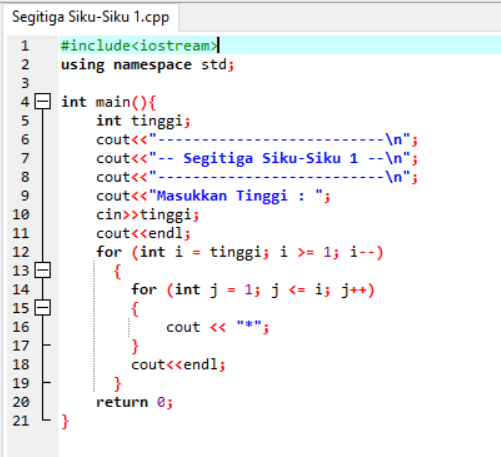 Segitiga Siku-Siku 1.cpp
1 #include<iostream>
2 using namespace std;
3
4 int main(){
5 int tinggi;
6 cout<<"--------------------------\n";
7 cout<<"-- Segitiga Siku-Siku 1 --\n";
8 cout<<"--------------------------\n";
9 cout<<"Masukkan Tinggi : ";
10 cin>>tinggi;
11 cout<<endl;
12 for (int i = tinggi; i >= 1; i--)
13 {
14 for (int j = 1; j <= i; j++)
15 {
16 cout << "*";
17 }
18 cout<<endl;
19 }
20 return 0;
21 }